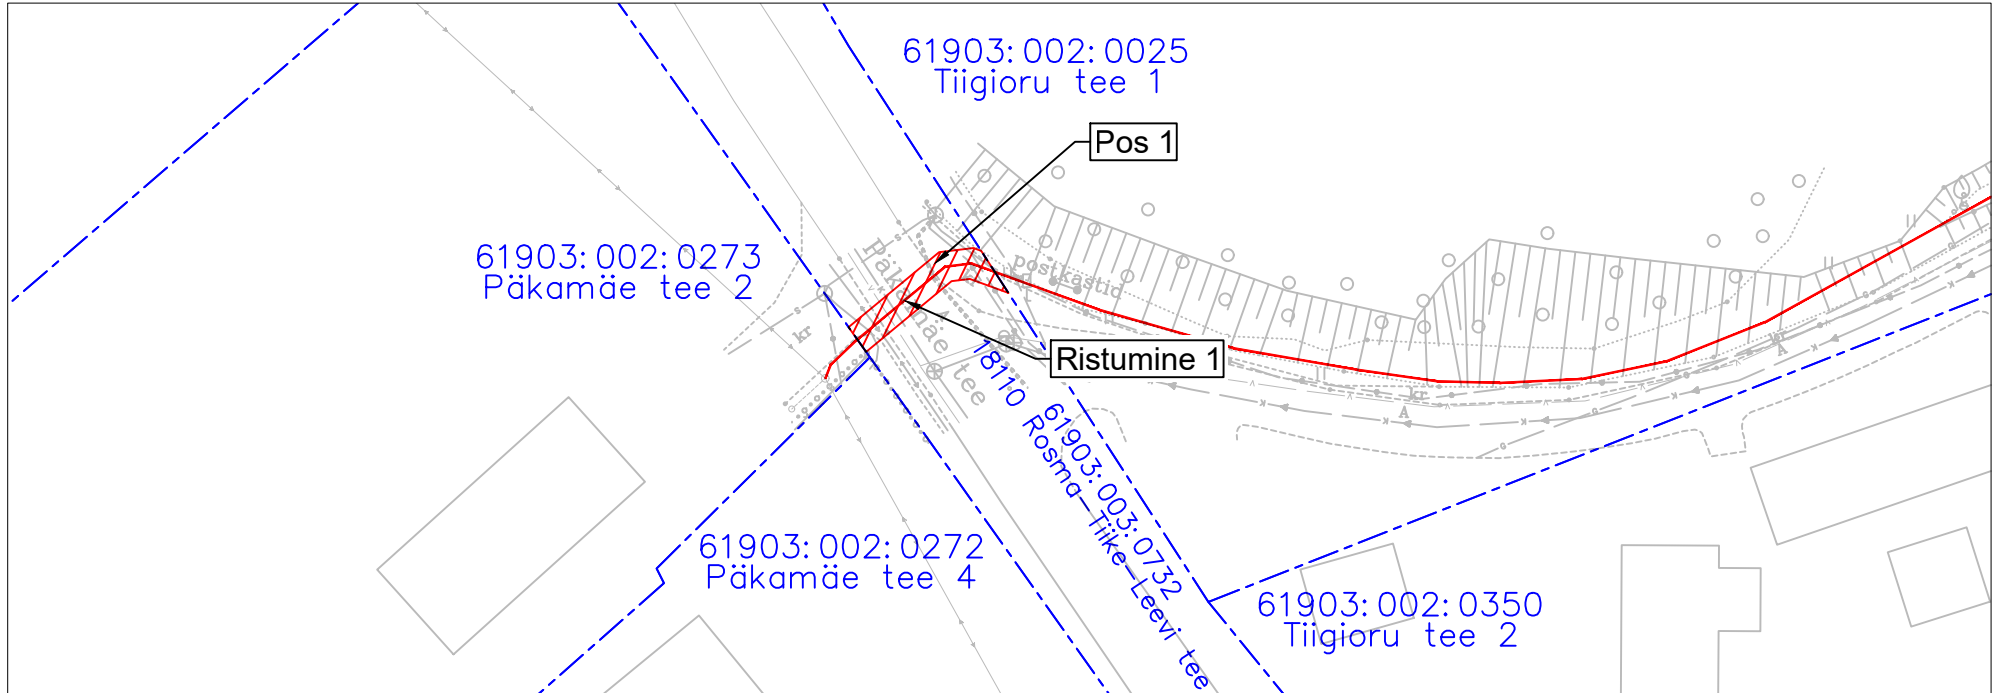 61903:002:0025
Tiigioru tee 1
Pos 1
61903:002:0273
Päkamäe tee 2
Päkamäe tee
postkastid
kr
Ristumine 1
kr
A
A
61903:003:0732
18110 Rosma-Tiike-Leevi tee
61903:002:0272
Päkamäe tee 4
61903:002:0350
Tiigioru tee 2